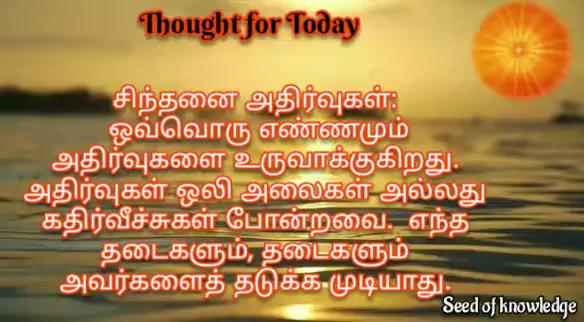 Thought for Today
சிந்தனை அதிர்வுகள்:
ஒவ்வொரு எண்ணமும்
அதிர்வுகளை உருவாக்குகிறது.
அதிர்வுகள் ஒலி அலைகள் அல்லது
கதிர்வீச்சுகள் போன்றவை. எந்த
தடைகளும், தடைகளும்
அவர்களைத் தடுக்க முடியாது.
Seed of knowledge